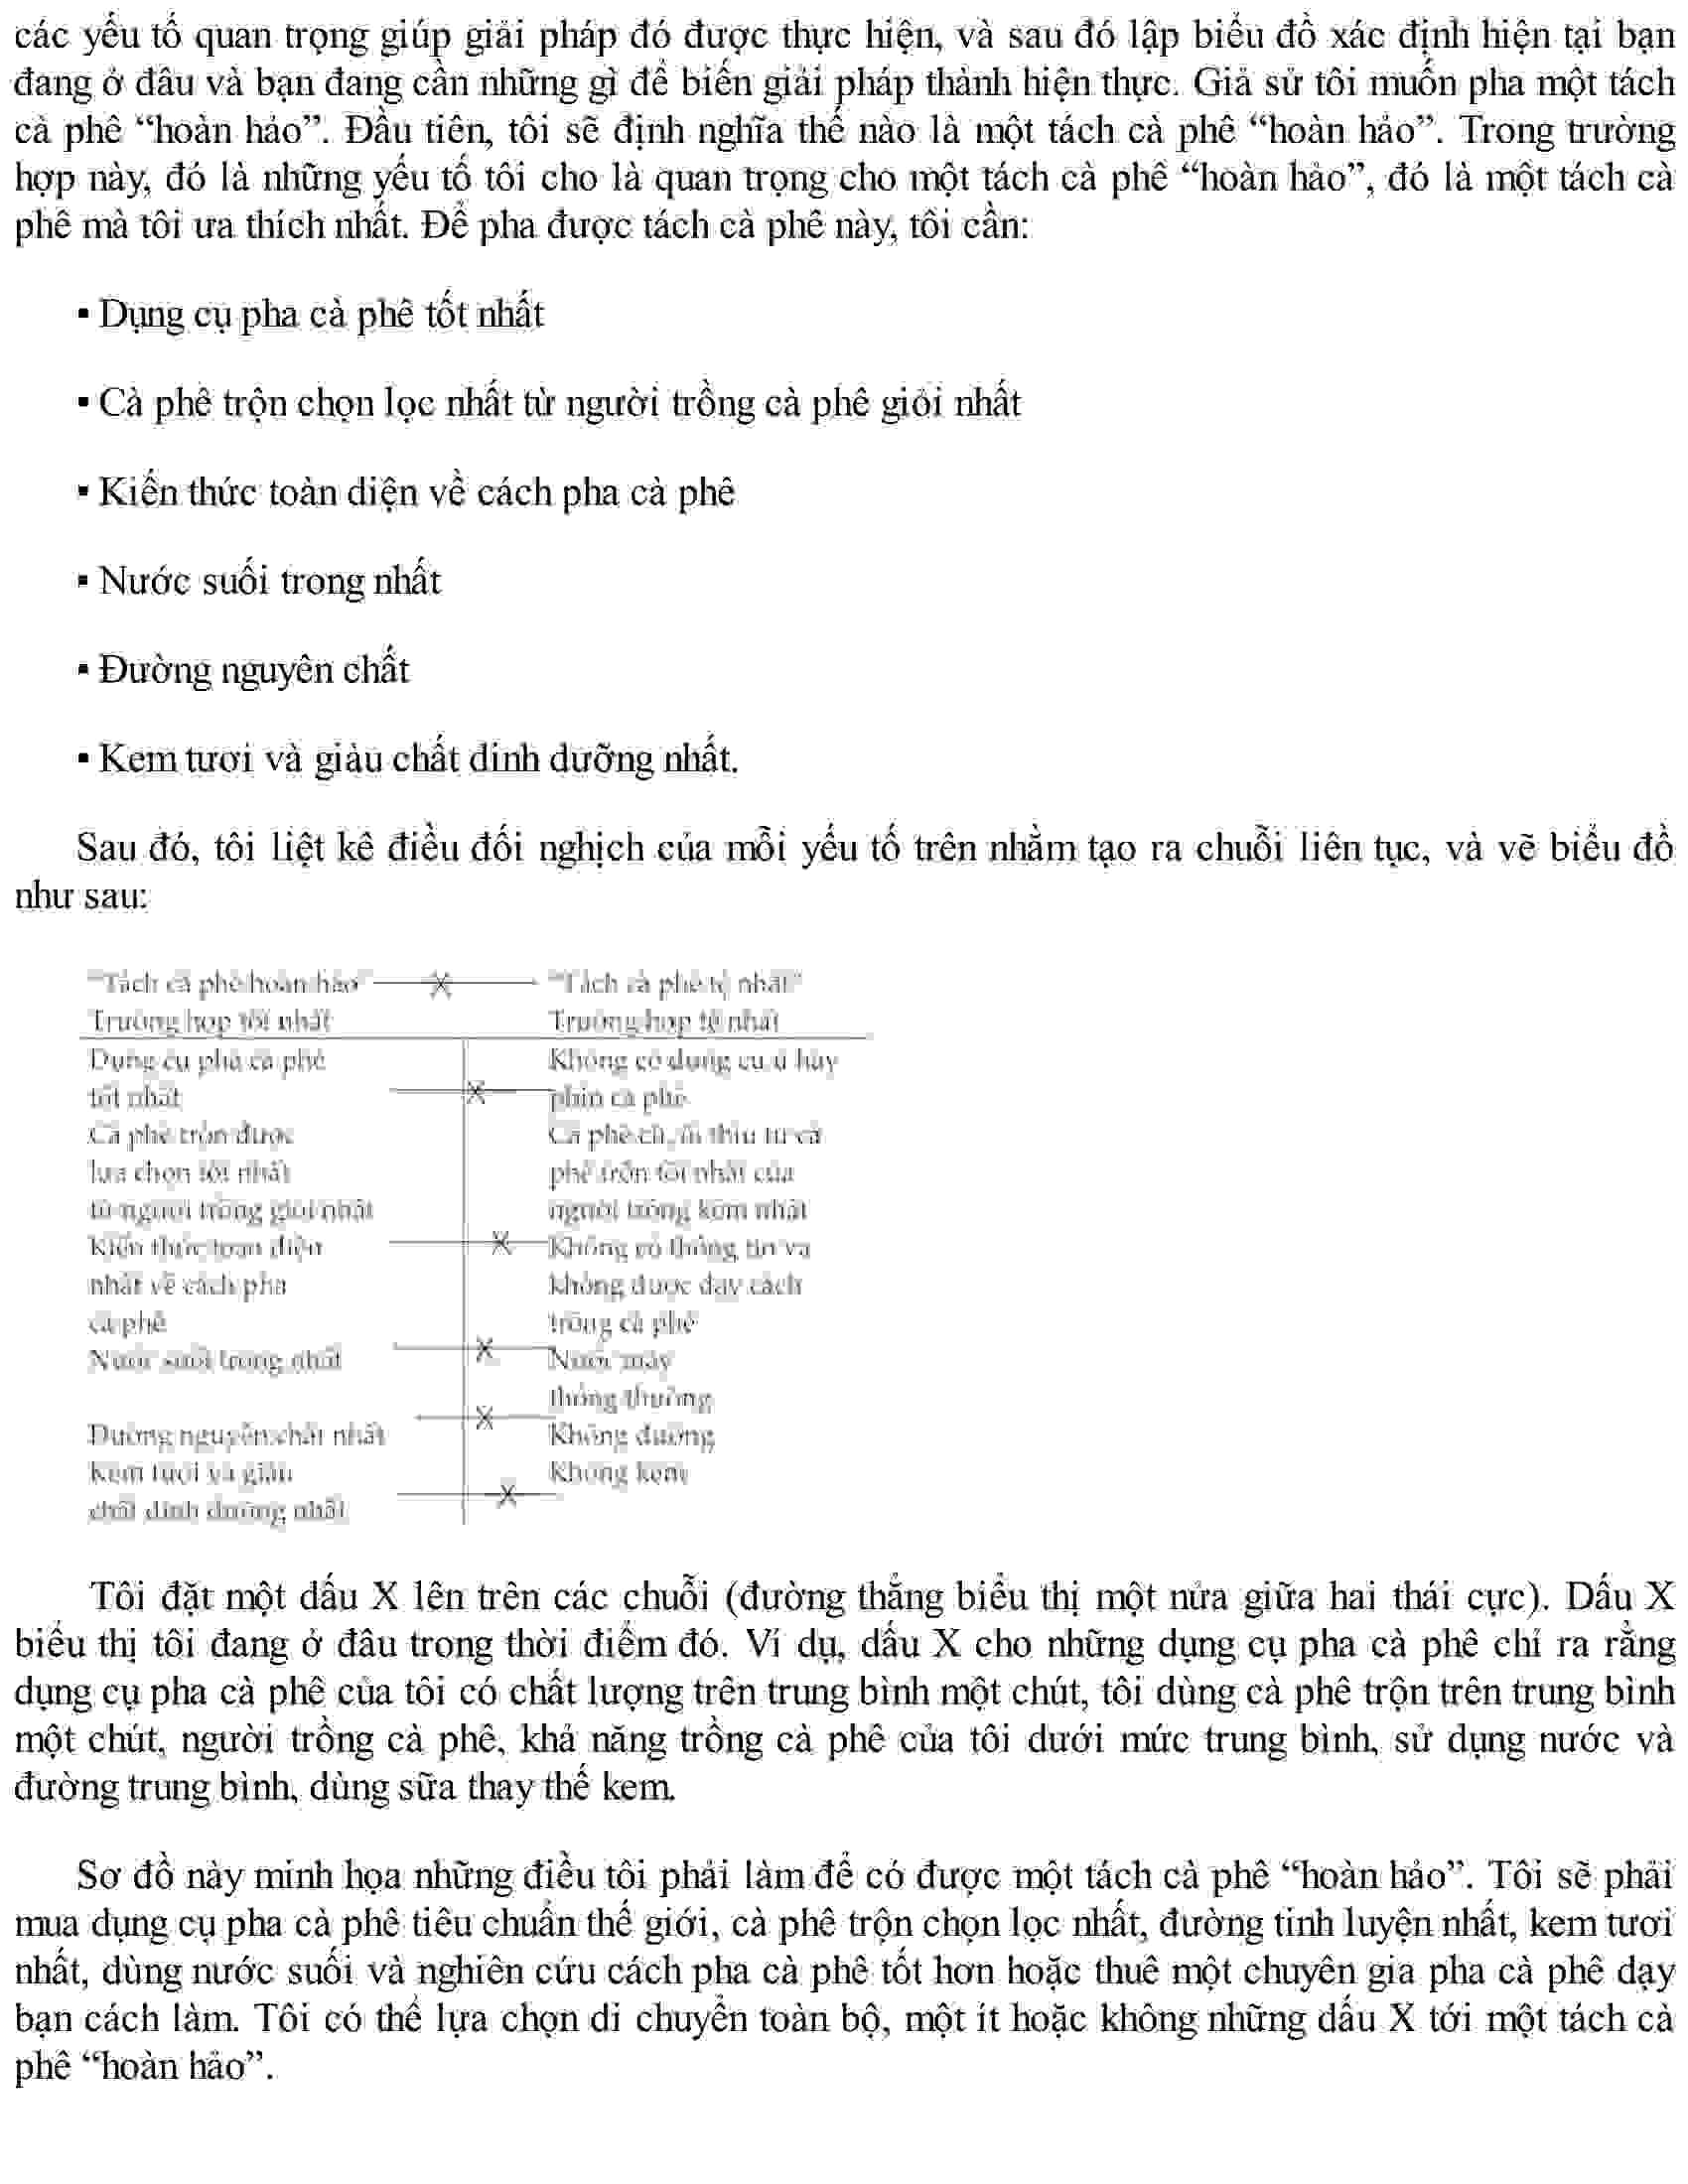 các yếu tố quan trọng giúp giải pháp đó được thực hiện, và sau đó lập biểu đồ xác định hiện tại bạn
đang ở đâu và bạn đang cần những gì để biến giải pháp thành hiện thực. Giả sử tôi muốn pha một tách
cà phê “hoàn hảo”. Đầu tiên, tôi sẽ định nghĩa thế nào là một tách cà phê “hoàn hảo”. Trong trường
hợp này, đó là những yếu tố tôi cho là quan trọng cho một tách cà phê “hoàn hảo”, đó là một tách cà
phê mà tôi ưa thích nhất. Để pha được tách cà phê này, tôi cần:
▪ Dụng cụ pha cà phê tốt nhất
▪ Cà phê trộn chọn lọc nhất từ người trồng cà phê giỏi nhất
▪ Kiến thức toàn diện về cách pha cà phê
▪ Nước suối trong nhất
▪ Đường nguyên chất
▪ Kem tươi và giàu chất dinh dưỡng nhất.
Sau đó, tôi liệt kê điều đối nghịch của mỗi yếu tố trên nhằm tạo ra chuỗi liên tục, và vẽ biểu đồ
như sau:
“Tách cà phê hoàn hảo” X “Tách cà phê tệ nhất”
Trường hợp tốt nhất Trường hợp tệ nhất
Dụng cụ pha cà phê Không có dụng cụ ủ hay
tốt nhất X phin cà phê
Cà phê trộn được Cà phê cũ, ôi thiu từ cà
lựa chọn tốt nhất phê trộn tồi nhất của
từ người trồng giỏi nhất người trồng kém nhất
Kiến thức toàn diện X Không có thông tin và
nhất về cách pha không được dạy cách
cà phê trồng cà phê
Nước suối trong nhất X Nước máy
thông thường
X
Đường nguyên chất nhất Không đường
Kem tươi và giàu Không kem
chất dinh dưỡng nhất X
Tôi đặt một dấu X lên trên các chuỗi (đường thẳng biểu thị một nửa giữa hai thái cực). Dấu X
biểu thị tôi đang ở đâu trong thời điểm đó. Ví dụ, dấu X cho những dụng cụ pha cà phê chỉ ra rằng
dụng cụ pha cà phê của tôi có chất lượng trên trung bình một chút, tôi dùng cà phê trộn trên trung bình
một chút, người trồng cà phê, khả năng trồng cà phê của tôi dưới mức trung bình, sử dụng nước và
đường trung bình, dùng sữa thay thế kem.
Sơ đồ này minh họa những điều tôi phải làm để có được một tách cà phê “hoàn hảo”. Tôi sẽ phải
mua dụng cụ pha cà phê tiêu chuẩn thế giới, cà phê trộn chọn lọc nhất, đường tinh luyện nhất, kem tươi
nhất, dùng nước suối và nghiên cứu cách pha cà phê tốt hơn hoặc thuê một chuyên gia pha cà phê dạy
bạn cách làm. Tôi có thể lựa chọn di chuyển toàn bộ, một ít hoặc không những dấu X tới một tách cà
phê “hoàn hảo”.